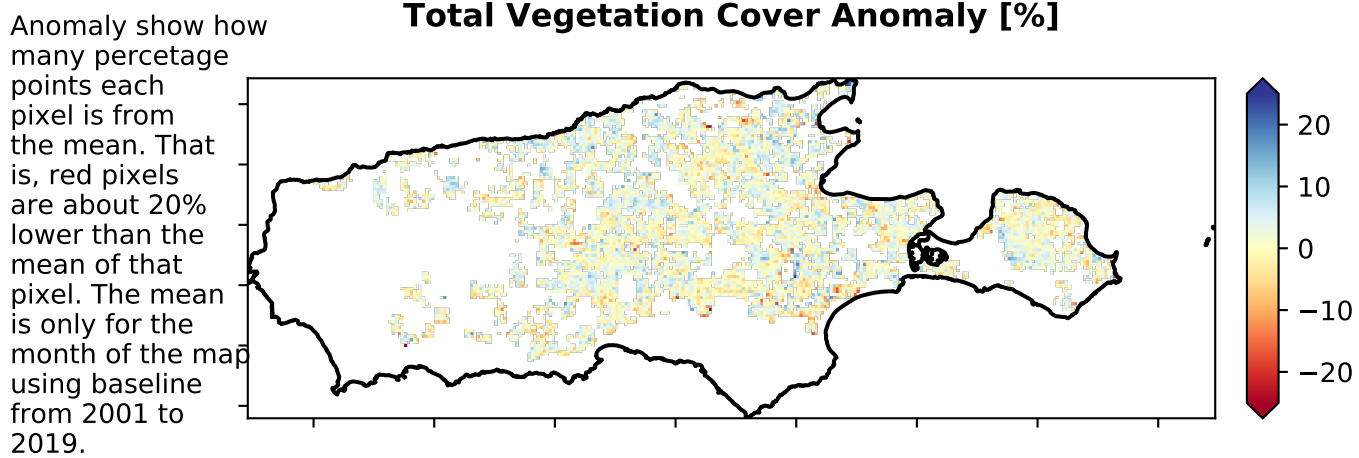 Total Vegetation Cover Anomaly [%]
Anomaly show how
many percetage
points each
pixel is from
the mean. That
is, red pixels
are about 20%
lower than the
mean of that
pixel. The mean
is only for the
month of the map
using baseline
from 2001 to
2019.
20
10
0
−10
−20